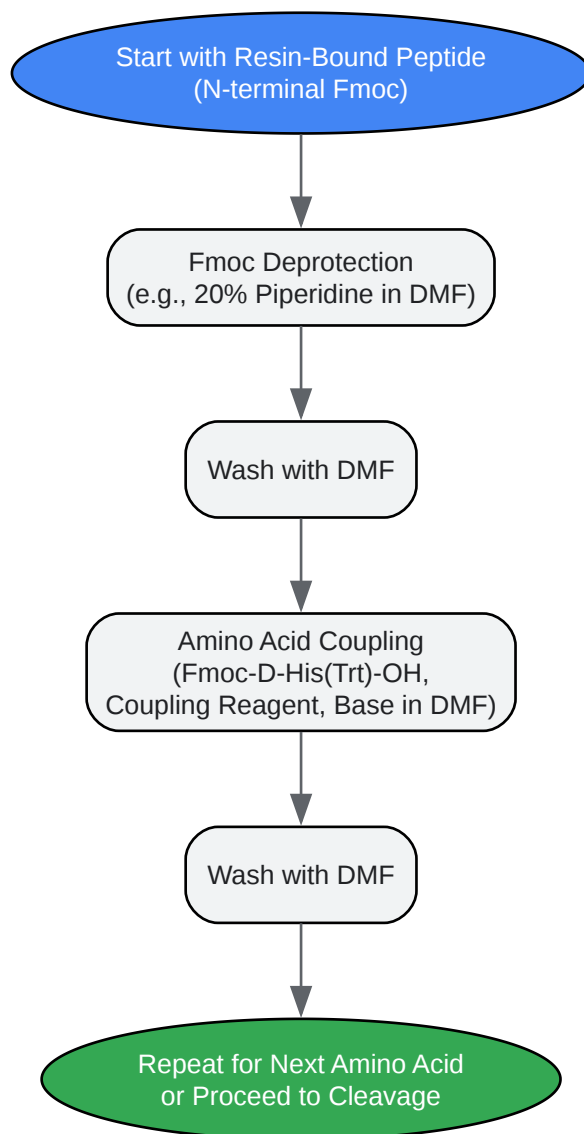 Start with Resin-Bound Peptide
(N-terminal Fmoc)
Fmoc Deprotection
(e.g., 20% Piperidine in DMF)
Wash with DMF
Amino Acid Coupling
(Fmoc-D-His(Trt)-OH,
Coupling Reagent, Base in DMF)
Wash with DMF
Repeat for Next Amino Acid
or Proceed to Cleavage